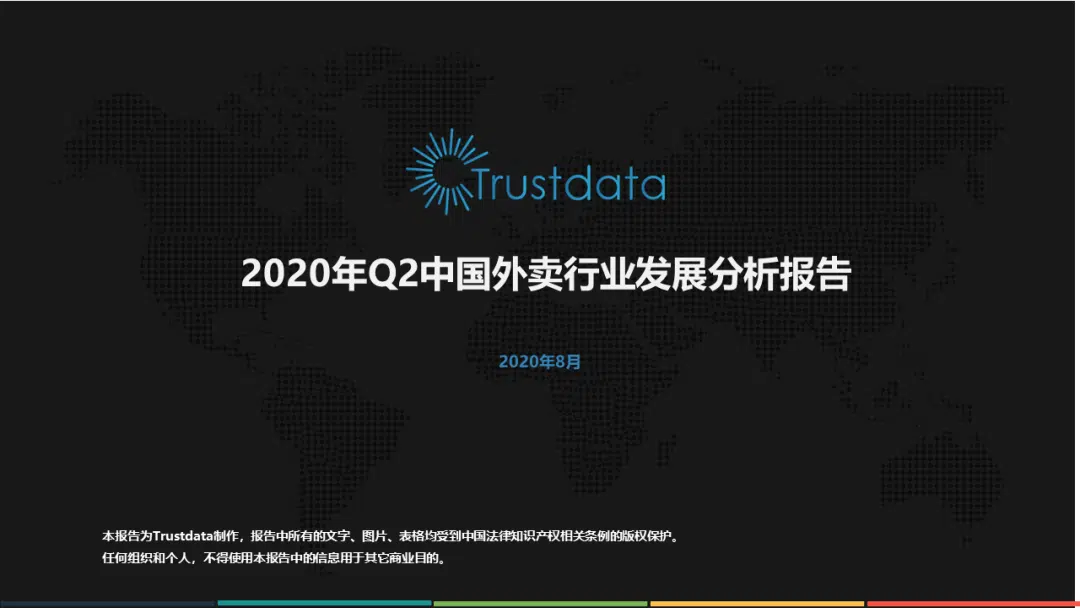 Trustdata
2020年Q2中国外卖行业发展分析报告
2020年8月
本报告为Trustdata制作，报告中所有的文字、图片、表格均受到中国法律知识产权相关条例的版权保护。
任何组织和个人，不得使用本报告中的信息用于其它商业目的。